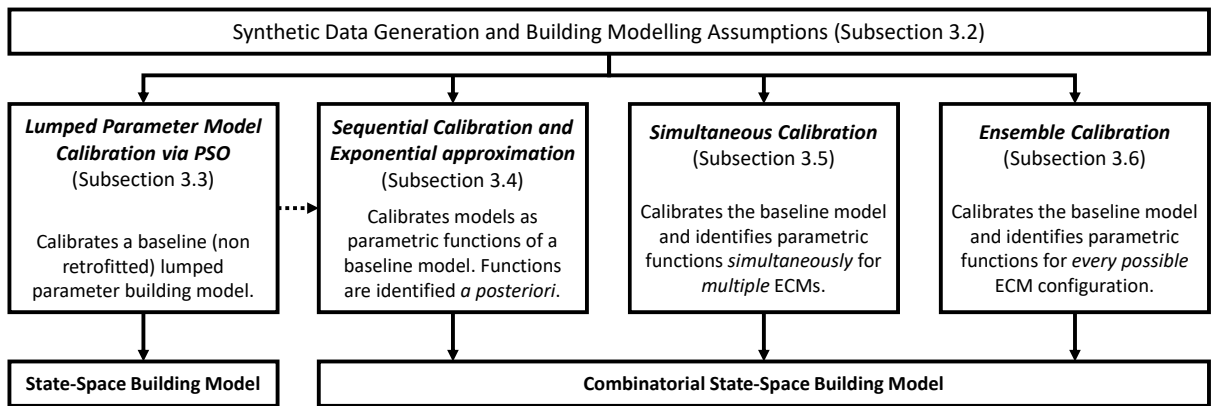 Synthetic Data Generation and Building Modelling Assumptions (Subsection 3.2)
Lumped Parameter Model
Calibration via PSO
(Subsection 3.3)
Calibrates a baseline (non
retrofitted) lumped
parameter building model.
Sequential Calibration and
Exponential approximation
(Subsection 3.4)
Calibrates models as
parametric functions of a
baseline model. Functions
are identified a posteriori.
Simultaneous Calibration
(Subsection 3.5)
Calibrates the baseline model
and identifies parametric
functions simultaneously for
multiple ECMs.
Ensemble Calibration
(Subsection 3.6)
Calibrates the baseline model
and identifies parametric
functions for every possible
ECM configuration.
State-Space Building Model
Combinatorial State-Space Building Model